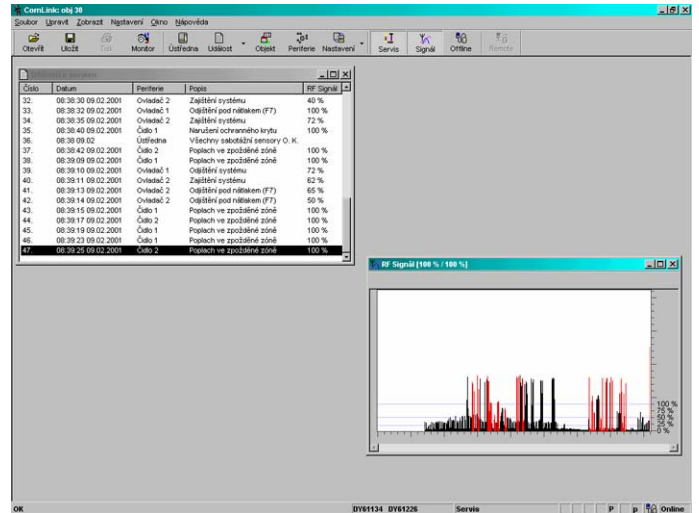 ComLink: obj 30
Soubor Upravit Zobrazit Nastavení Okno Nápověda
Otevřít Uložit Tisk Monitor Ústředna Událost Objekt Periferie Nastavení Servis Signál Offline Remote
Číslo Datum Periferie Popis RF Signál
32. 08:38:30 09.02.2001 Ovladač 2 Zajištění systému 40 %
33. 08:38:32 09.02.2001 Ovladač 1 Odjištění pod nátlakem (F7) 100 %
34. 08:38:35 09.02.2001 Ovladač 2 Zajištění systému 72 %
35. 08:38:40 09.02.2001 Čidlo 1 Narušení ochranného krytu 100 %
36. 08:38 09.02 Ústředna Všechny sabotážní sensory O. K.
37. 08:38:42 09.02.2001 Čidlo 2 Poplach ve zpožděné zóně 100 %
38. 08:39:09 09.02.2001 Čidlo 1 Poplach ve zpožděné zóně 100 %
39. 08:39:10 09.02.2001 Ovladač 1 Odjištění systému 72 %
40. 08:39:11 09.02.2001 Ovladač 2 Zajištění systému 62 %
41. 08:39:13 09.02.2001 Ovladač 2 Odjištění pod nátlakem (F7) 65 %
42. 08:39:14 09.02.2001 Ovladač 2 Odjištění pod nátlakem (F7) 50 %
43. 08:39:15 09.02.2001 Čidlo 1 Poplach ve zpožděné zóně 100 %
44. 08:39:17 09.02.2001 Čidlo 2 Poplach ve zpožděné zóně 100 %
45. 08:39:19 09.02.2001 Čidlo 1 Poplach ve zpožděné zóně 100 %
46. 08:39:23 09.02.2001 Čidlo 1 Poplach ve zpožděné zóně 100 %
47. 08:39:25 09.02.2001 Čidlo 2 Poplach ve zpožděné zóně 100 %
RF Signál [100 % / 100 %]
100 %
75 %
50 %
25 %
0 %
OK DY61134 DY61226 Servis P p Online